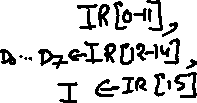 IR[0-11],
D₀...D₇ ← IR[12-14],
I ← IR[15]